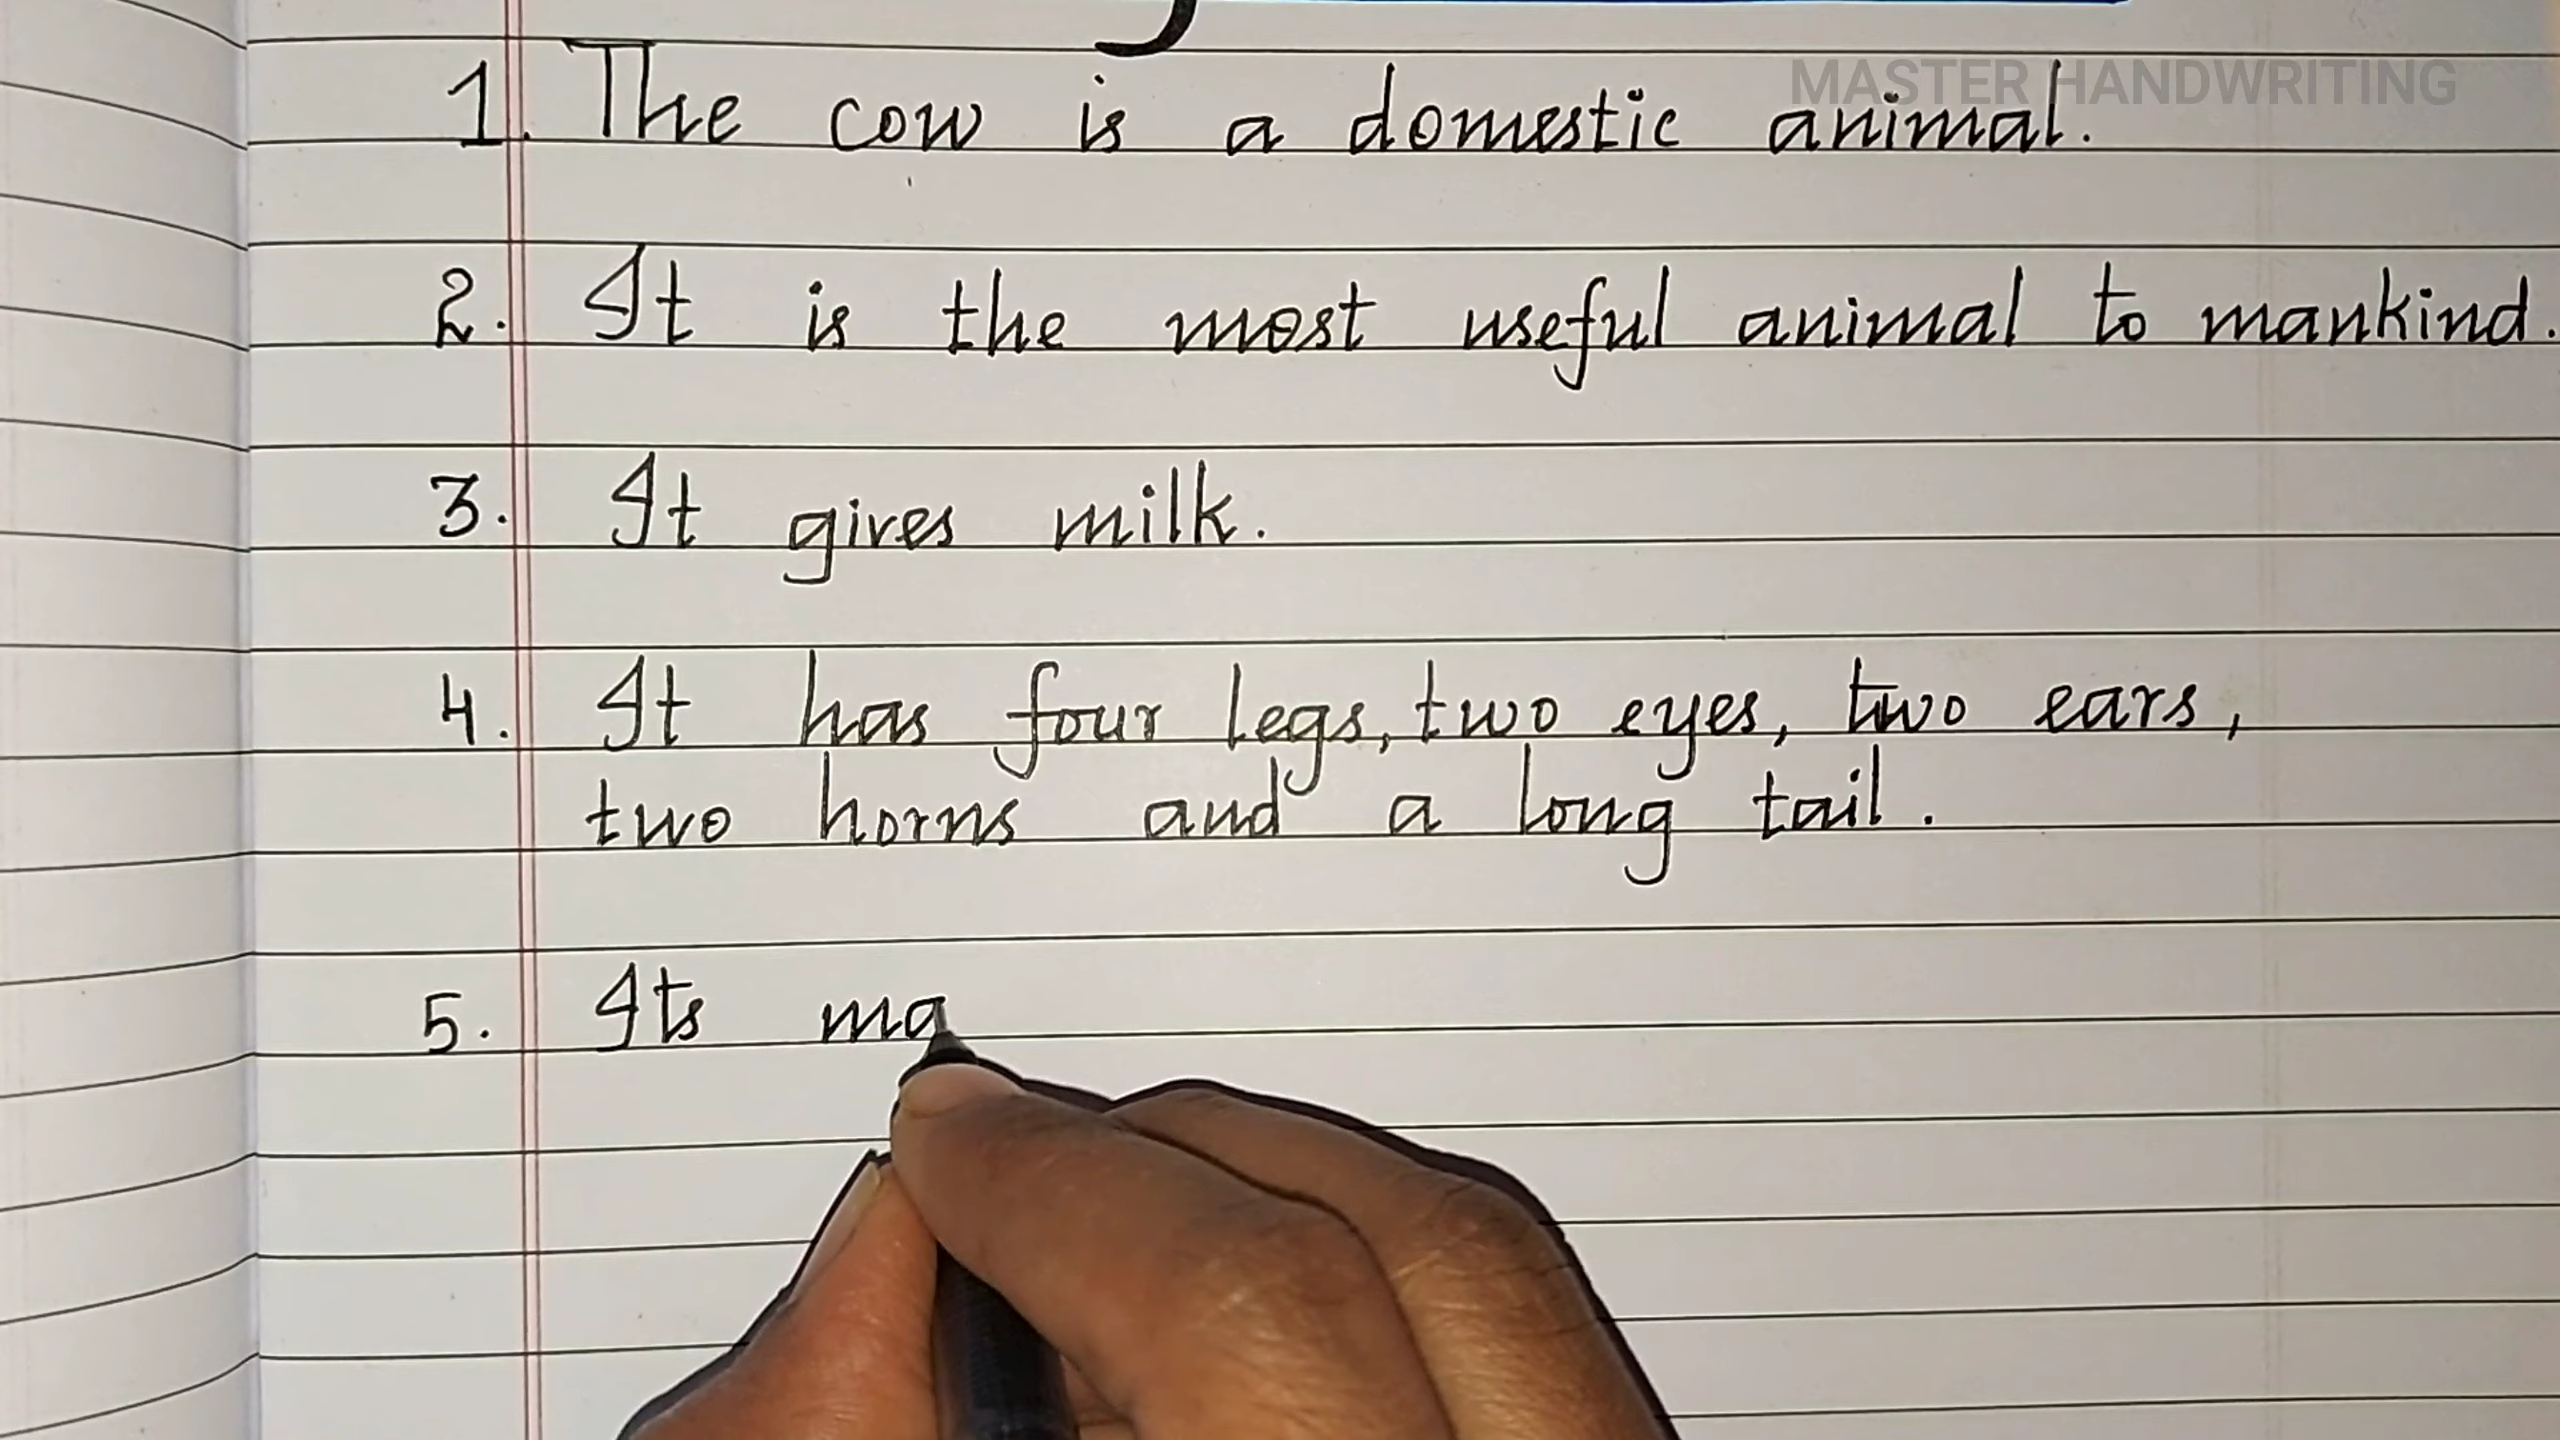 MASTER HANDWRITING
1. The cow is a domestic animal.
2. It is the most useful animal to mankind.
3. It gives milk.
4. It has four legs, two eyes, two ears,
two horns and a long tail.
5. Its ma